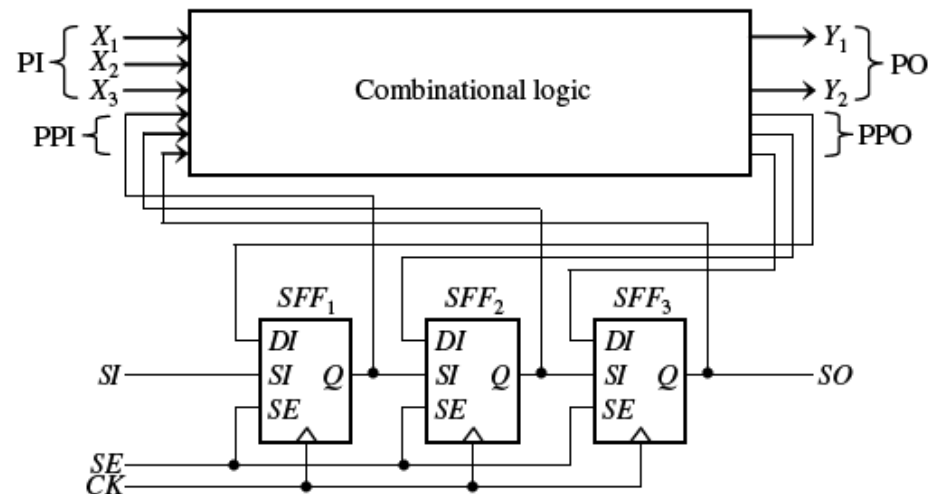 PI
X₁
X₂
X₃
PPI
Combinational logic
Y₁
Y₂
PO
PPO
SFF₁
SFF₂
SFF₃
DI
SI
Q
SE
DI
SI
Q
SE
DI
SI
Q
SE
SI
SO
SE
CK